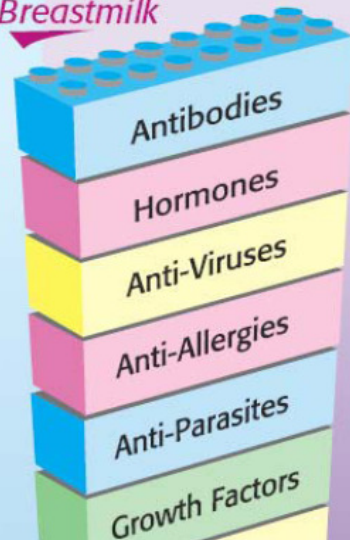 Breastmilk
Antibodies
Hormones
Anti-Viruses
Anti-Allergies
Anti-Parasites
Growth Factors